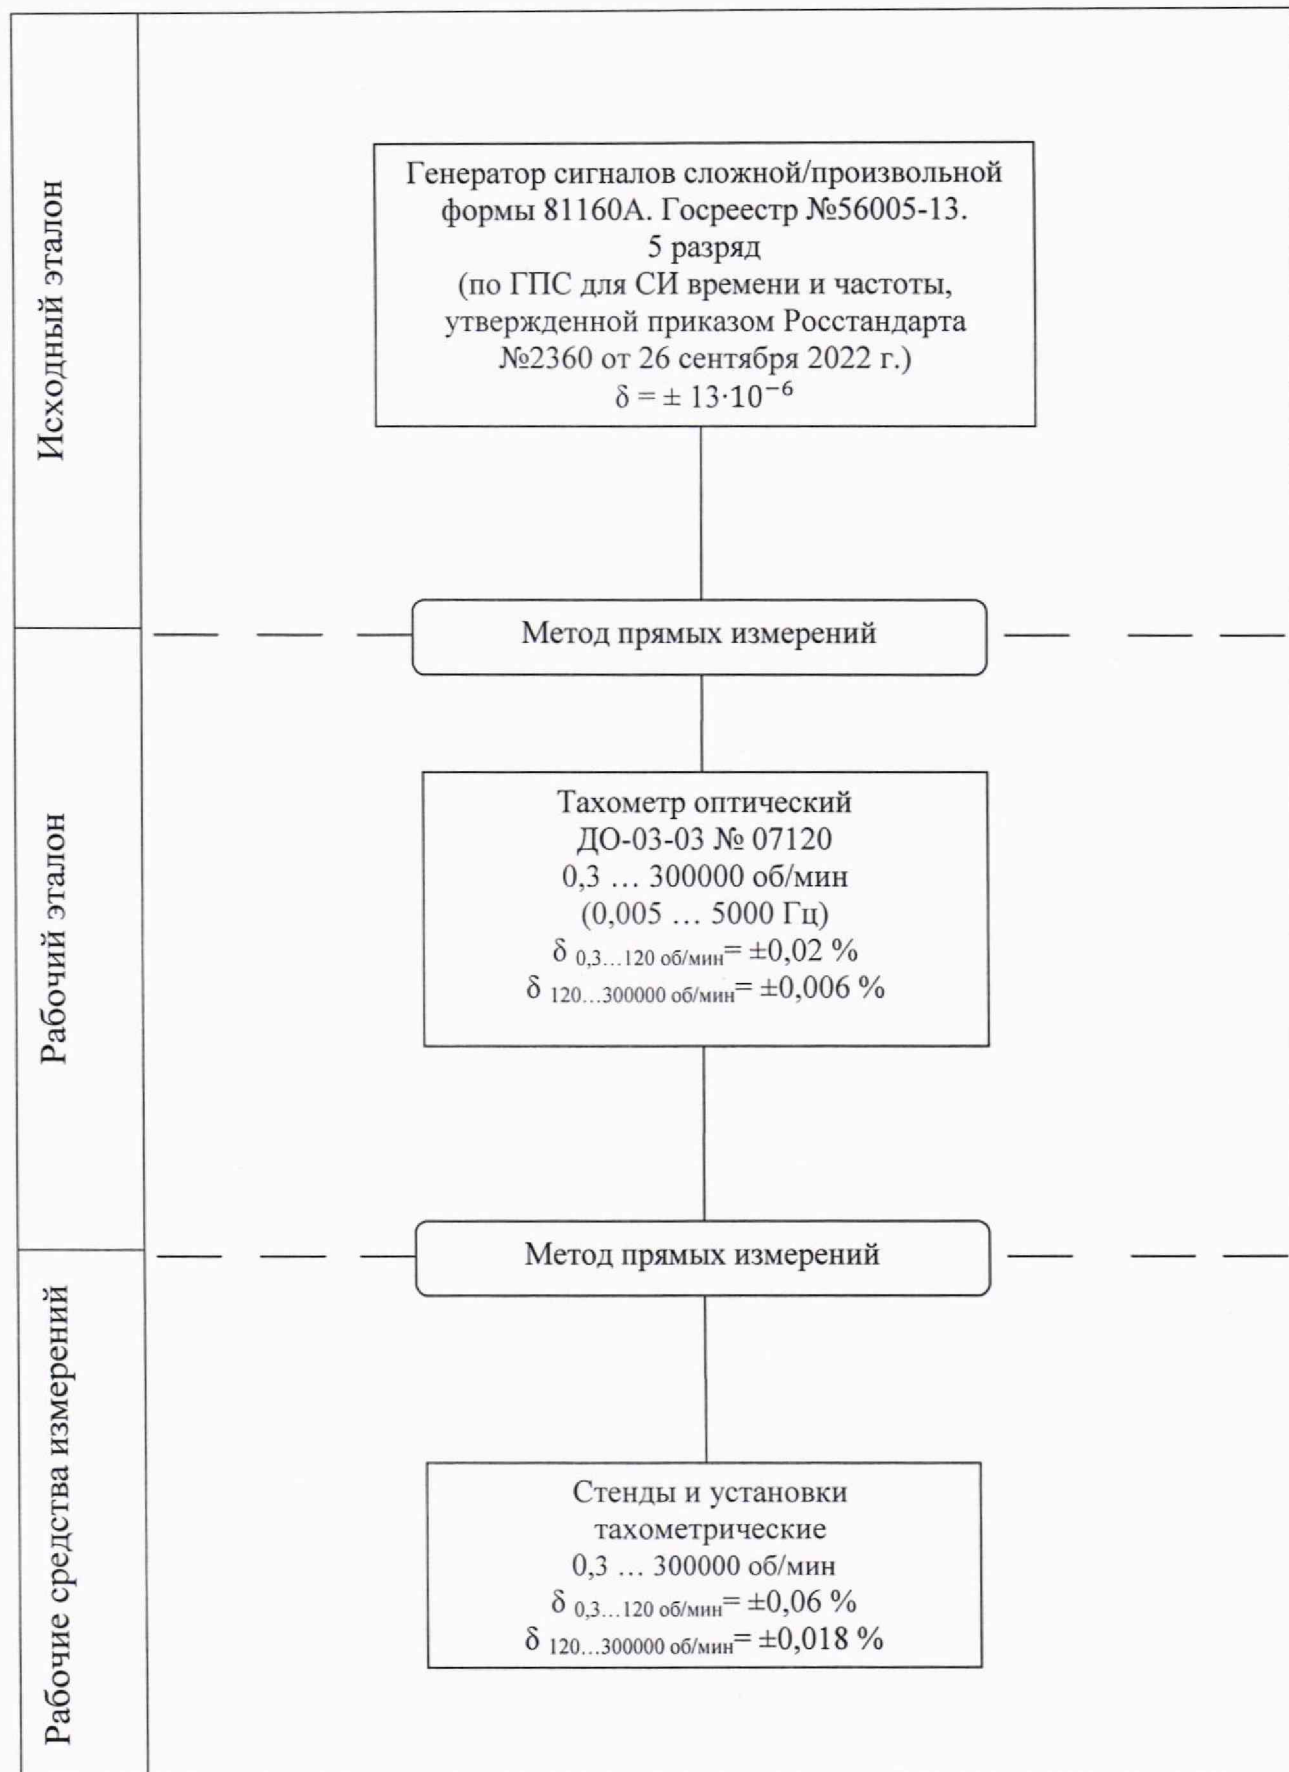 Исходный эталон
Генератор сигналов сложной/произвольной
формы 81160А. Госреестр №56005-13.
5 разряд
(по ГПС для СИ времени и частоты,
утвержденной приказом Росстандарта
№2360 от 26 сентября 2022 г.)
δ = ± 13·10⁻⁶
Метод прямых измерений
Рабочий эталон
Тахометр оптический
ДО-03-03 № 07120
0,3 … 300000 об/мин
(0,005 … 5000 Гц)
δ 0,3…120 об/мин= ±0,02 %
δ 120…300000 об/мин= ±0,006 %
Метод прямых измерений
Рабочие средства измерений
Стенды и установки
тахометрические
0,3 … 300000 об/мин
δ 0,3…120 об/мин= ±0,06 %
δ 120…300000 об/мин= ±0,018 %